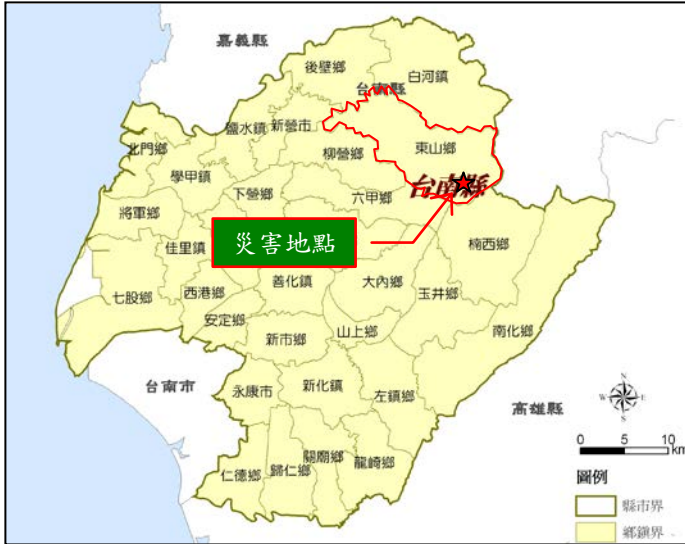 嘉義縣
後壁鄉
白河鎮
台南縣
鹽水鎮
新營市
東山鄉
北門鄉
柳營鄉
學甲鎮
下營鄉
六甲鄉
台南縣
將軍鄉
災害地點
佳里鎮
楠西鄉
七股鄉
西港鄉
善化鎮
大內鄉
玉井鄉
安定鄉
新市鄉
山上鄉
南化鄉
台南市
永康市
新化鎮
左鎮鄉
高雄縣
N
W
E
S
仁德鄉
歸仁鄉
關廟鄉
龍崎鄉
0 5 10
km
圖例
縣市界
鄉鎮界